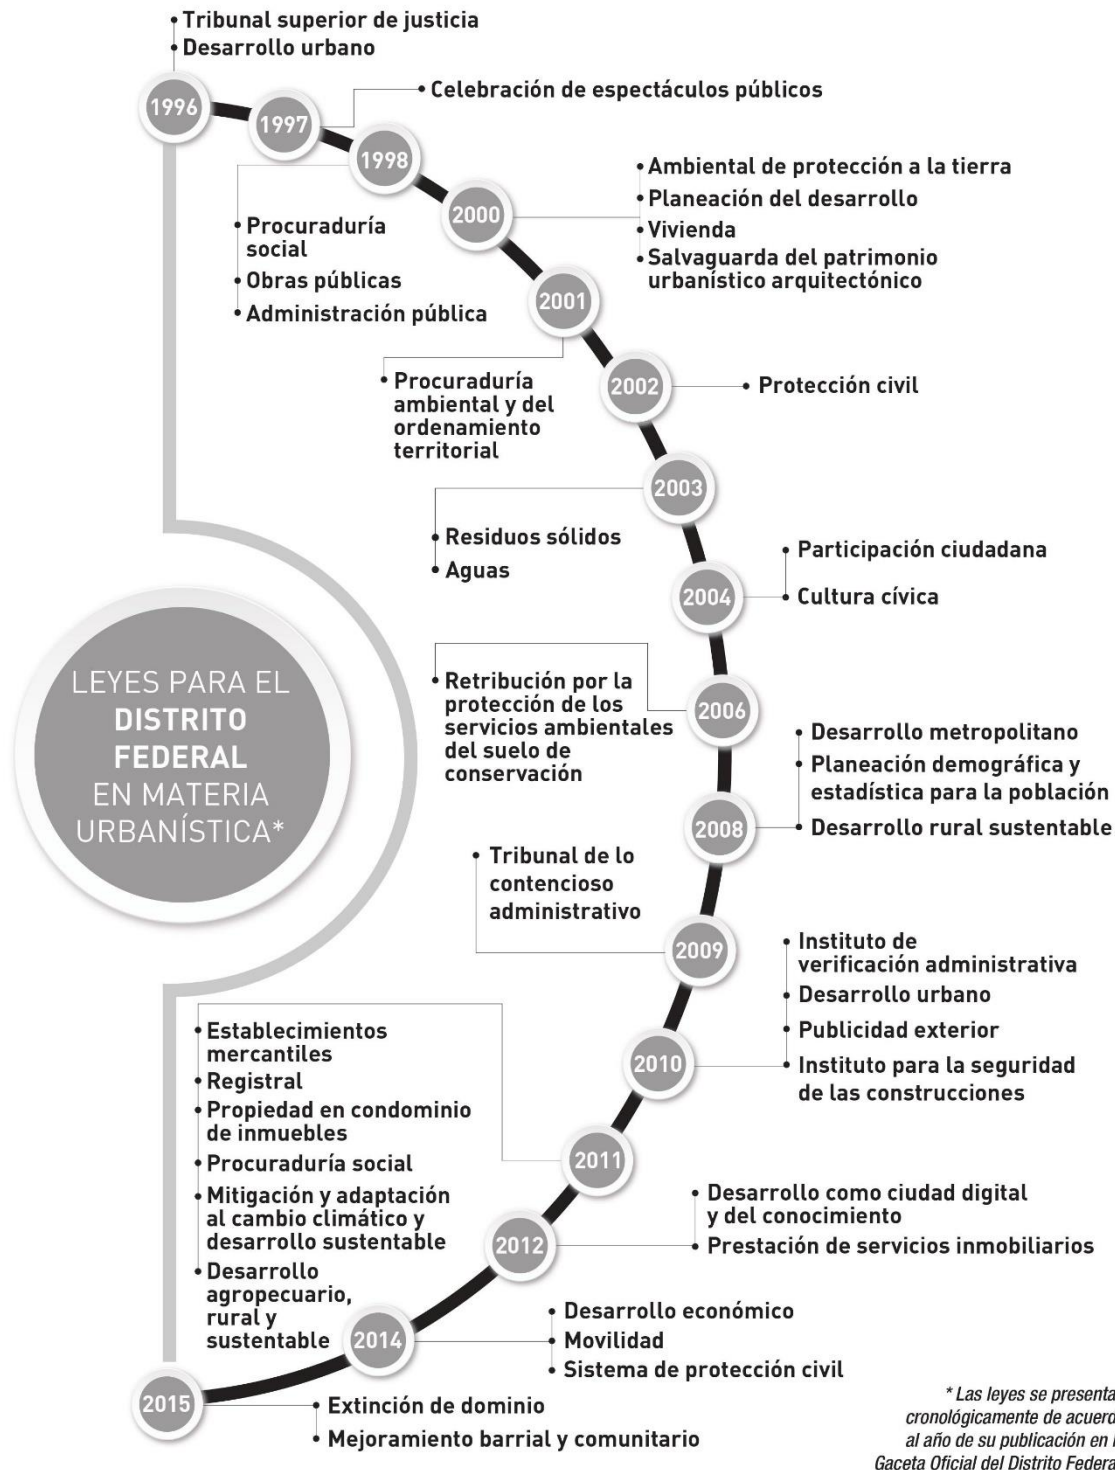 Tribunal superior de justicia
Desarrollo urbano
1996
1997
Celebración de espectáculos públicos
1998
Procuraduría
social
Obras públicas
Administración pública
2000
Ambiental de protección a la tierra
Planeación del desarrollo
Vivienda
Salvaguarda del patrimonio
urbanístico arquitectónico
2001
Procuraduría
ambiental y del
ordenamiento
territorial
2002
Protección civil
2003
Residuos sólidos
Aguas
2004
Participación ciudadana
Cultura cívica
LEYES PARA EL
DISTRITO
FEDERAL
EN MATERIA
URBANÍSTICA*
2006
Retribución por la
protección de los
servicios ambientales
del suelo de
conservación
2008
Desarrollo metropolitano
Planeación demográfica y
estadística para la población
Desarrollo rural sustentable
2009
Tribunal de lo
contencioso
administrativo
2010
Instituto de
verificación administrativa
Desarrollo urbano
Publicidad exterior
Instituto para la seguridad
de las construcciones
2011
Establecimientos
mercantiles
Registral
Propiedad en condominio
de inmuebles
Procuraduría social
Mitigación y adaptación
al cambio climático y
desarrollo sustentable
Desarrollo
agropecuario,
rural y
sustentable
2012
Desarrollo como ciudad digital
y del conocimiento
Prestación de servicios inmobiliarios
2014
Desarrollo económico
Movilidad
Sistema de protección civil
2015
Extinción de dominio
Mejoramiento barrial y comunitario
* Las leyes se presenta
cronológicamente de acuerd
al año de su publicación en l
Gaceta Oficial del Distrito Federa